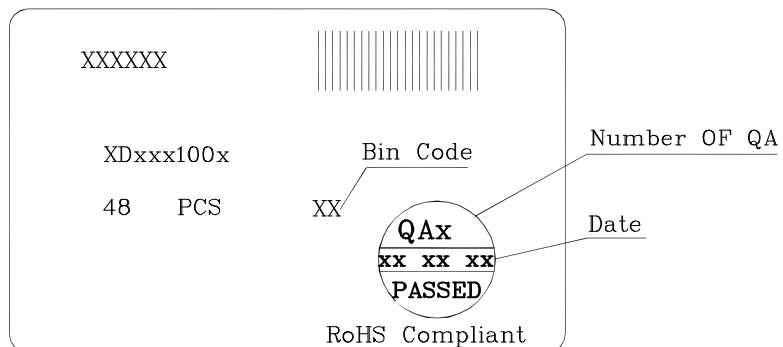 XXXXXX
Number OF QA
XDxxx100x
Bin Code
48 PCS
XX
Date
QAx
xx xx xx
PASSED
RoHS Compliant